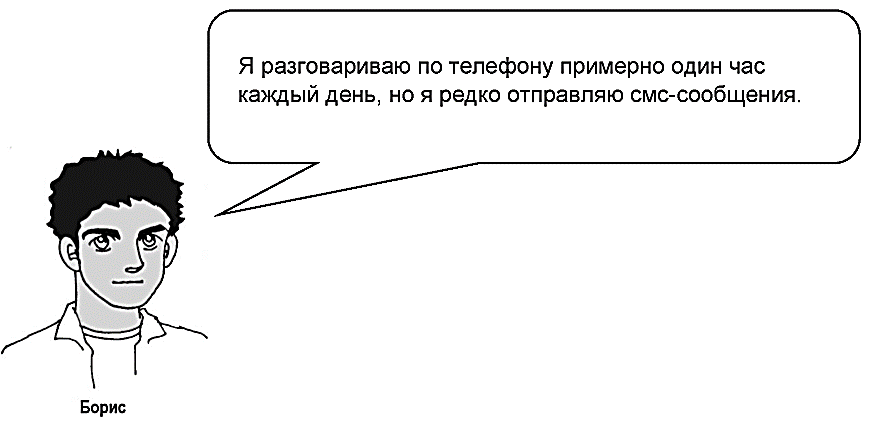 Я разговариваю по телефону примерно один час
каждый день, но я редко отправляю смс-сообщения.
Борис